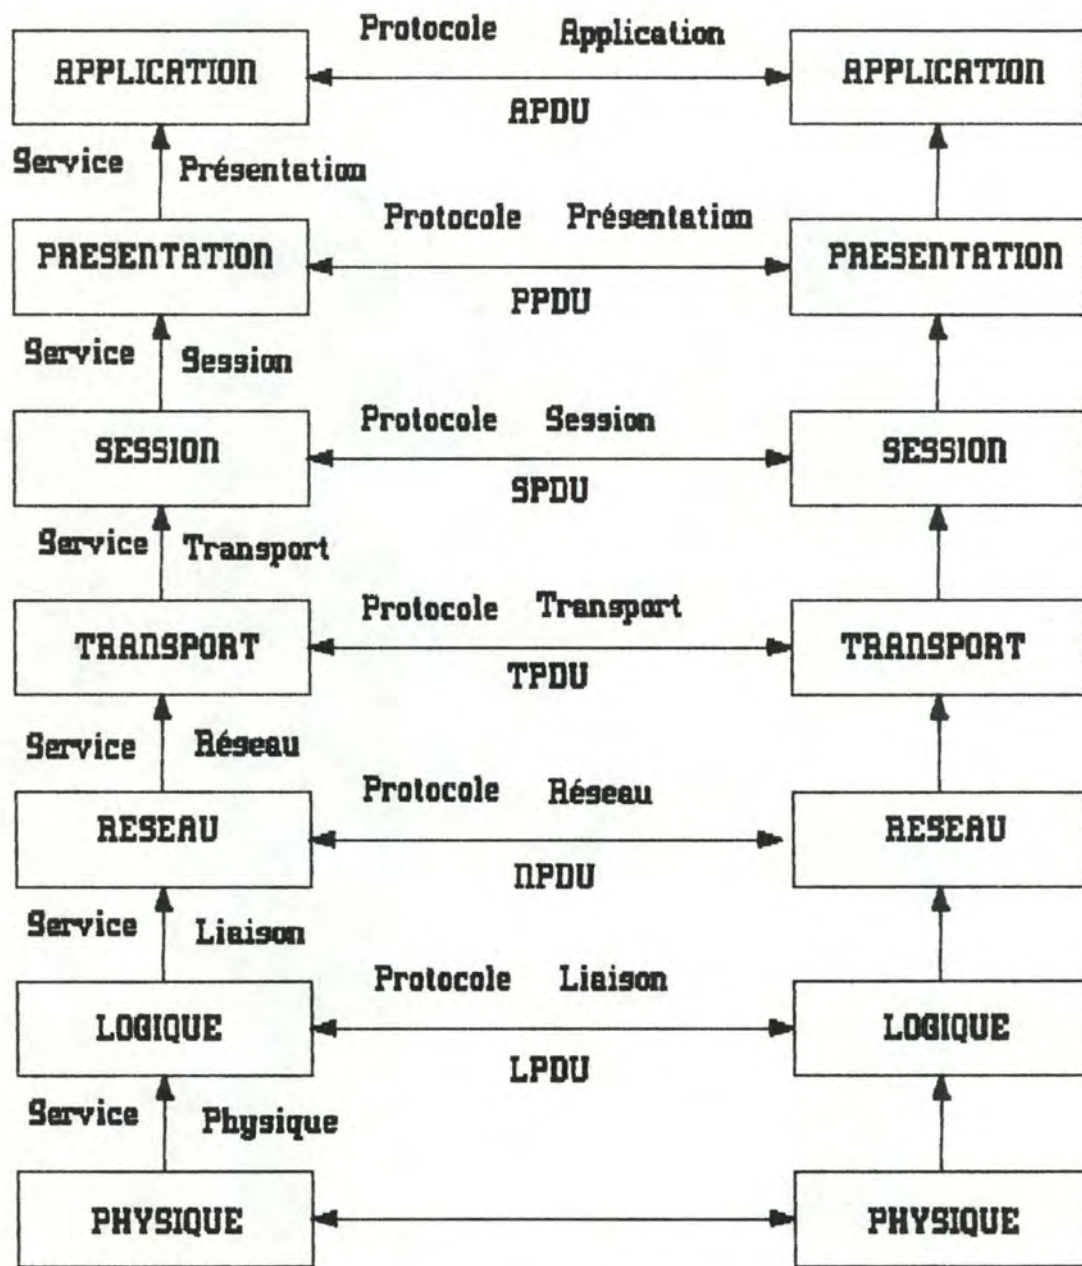 Protocole Application
APPLICATION APPLICATION
APDU
Service Présentation
Protocole Présentation
PRESENTATION PRESENTATION
PPDU
Service Session
Protocole Session
SESSION SESSION
SPDU
Service Transport
Protocole Transport
TRANSPORT TRANSPORT
TPDU
Service Réseau
Protocole Réseau
RESEAU RESEAU
NPDU
Service Liaison
Protocole Liaison
LOGIQUE LOGIQUE
LPDU
Service Physique
PHYSIQUE PHYSIQUE